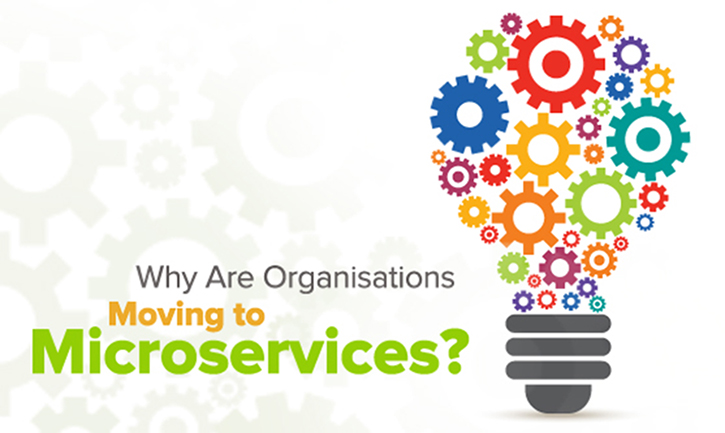 Why Are Organisations
Moving to
Microservices?